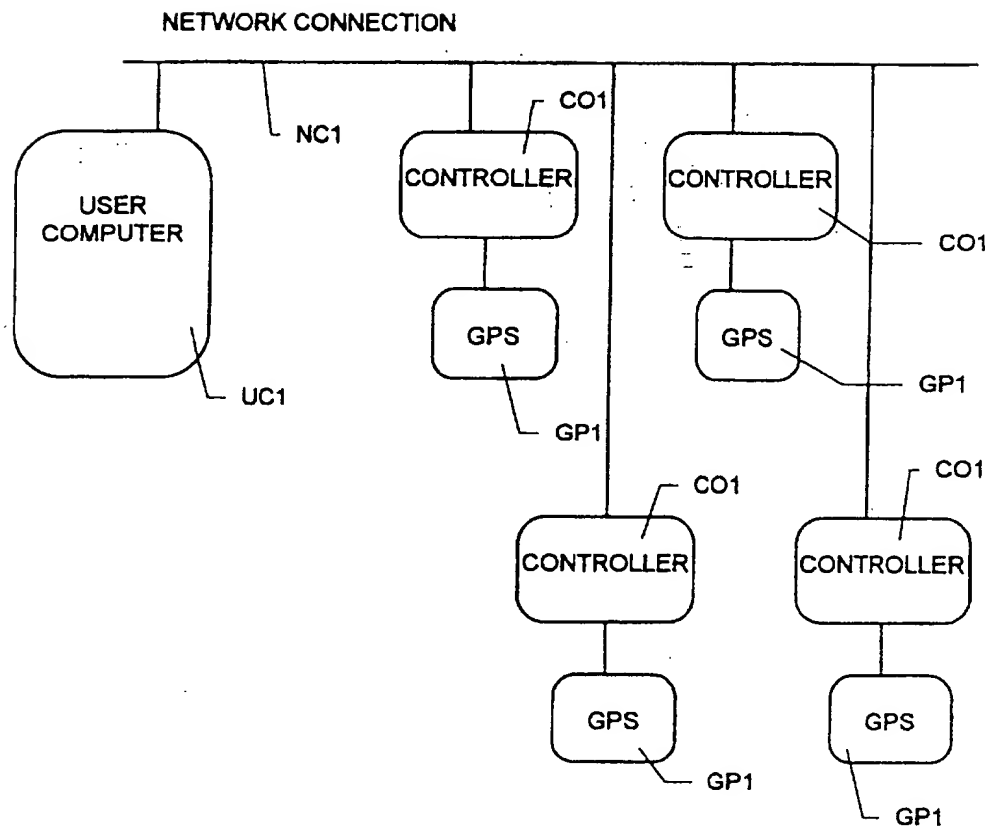 NETWORK CONNECTION
NC1
CO1
CONTROLLER
CONTROLLER
USER
COMPUTER
CO1
GPS
GPS
GP1
UC1
GP1
CO1
CO1
CONTROLLER
CONTROLLER
GPS
GPS
GP1
GP1